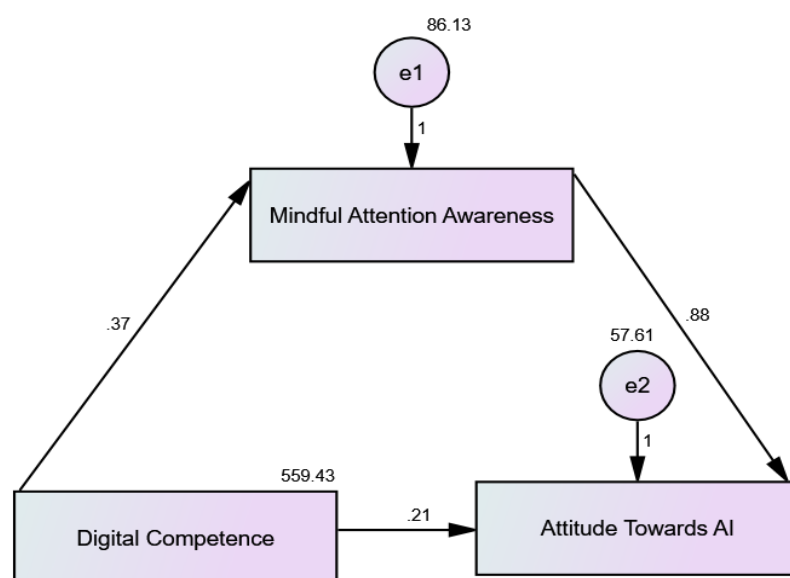 86.13
e1
1
Mindful Attention Awareness
.37
.88
57.61
e2
1
559.43
Digital Competence
.21
Attitude Towards AI